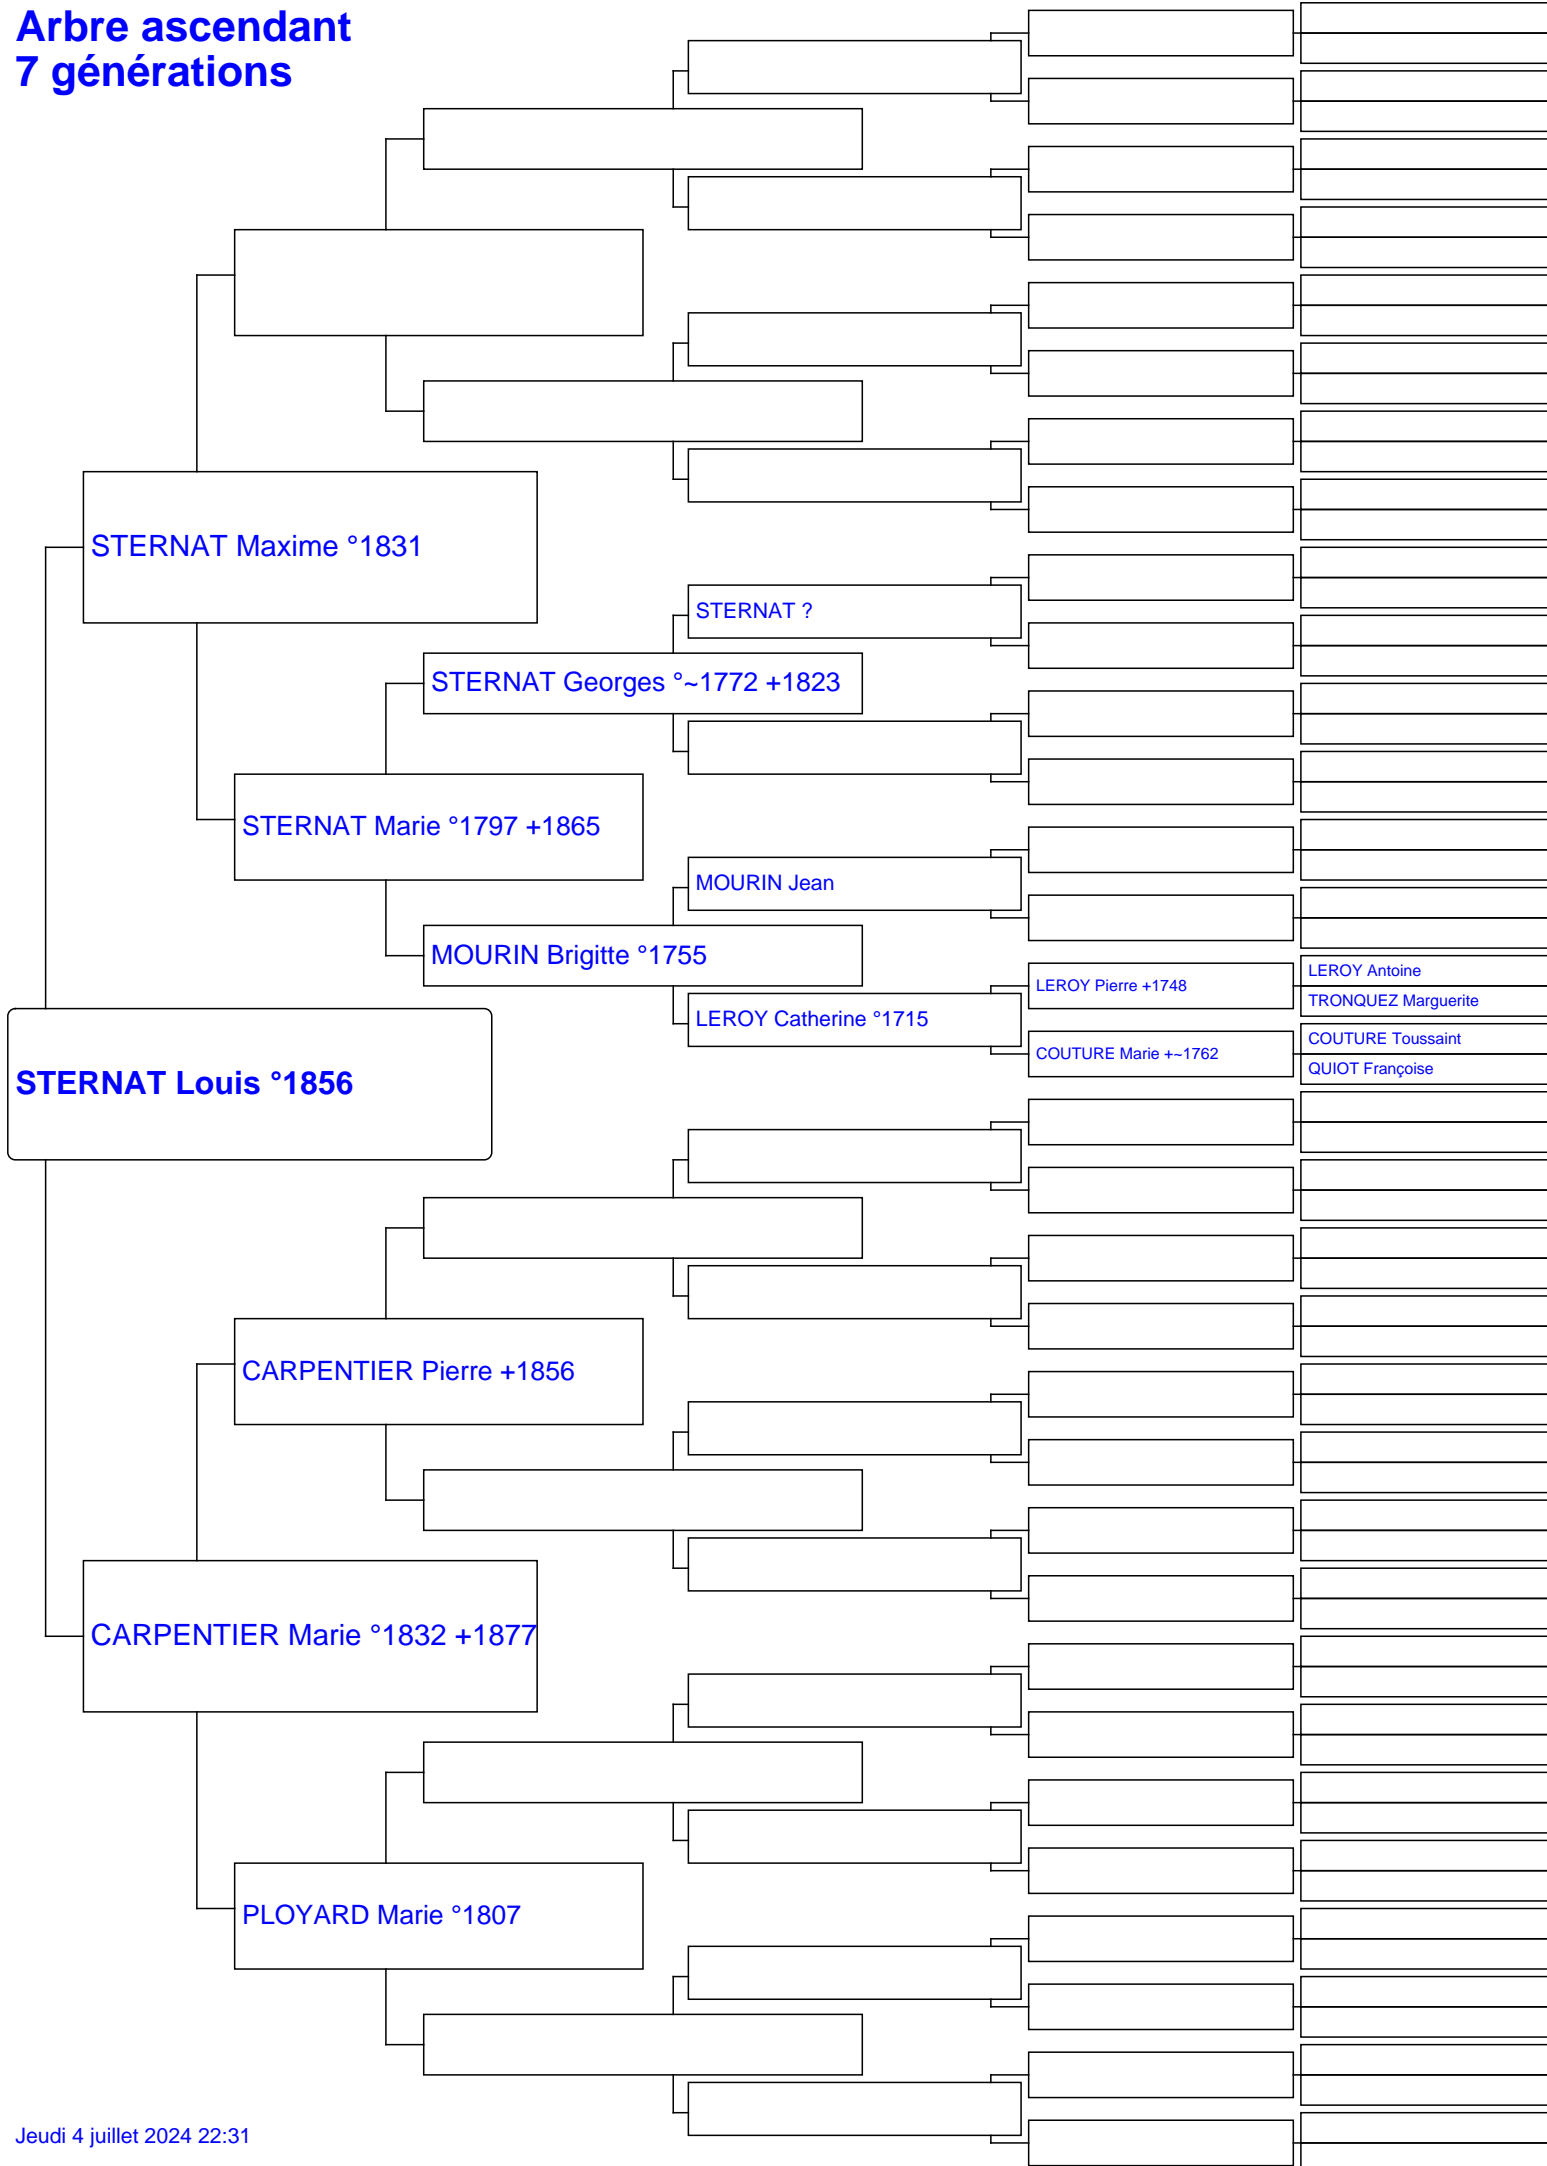 Arbre ascendant
7 générations
STERNAT Maxime °1831
STERNAT ?
STERNAT Georges °~1772 +1823
STERNAT Marie °1797 +1865
MOURIN Jean
MOURIN Brigitte °1755
LEROY Antoine
LEROY Pierre +1748
TRONQUEZ Marguerite
LEROY Catherine °1715
COUTURE Toussaint
COUTURE Marie +~1762
QUIOT Françoise
STERNAT Louis °1856
CARPENTIER Pierre +1856
CARPENTIER Marie °1832 +1877
PLOYARD Marie °1807
Jeudi 4 juillet 2024 22:31